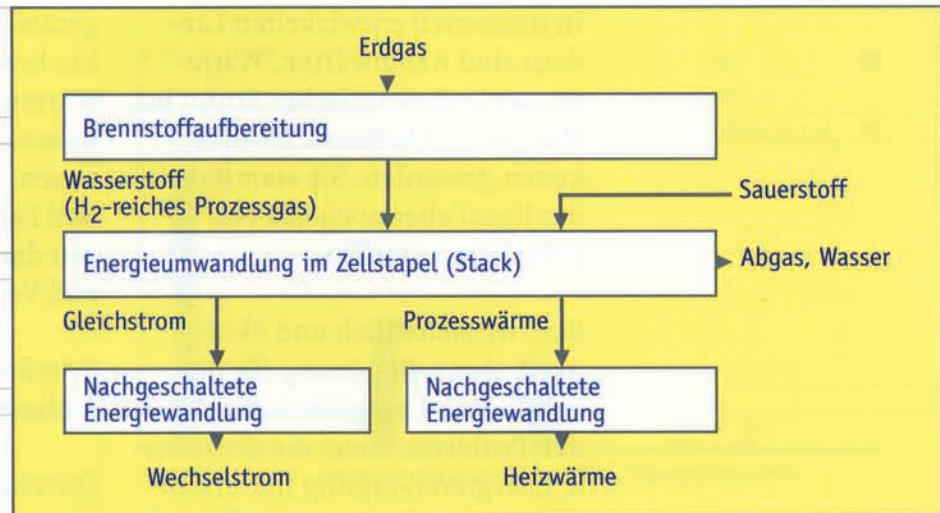 Erdgas
Brennstoffaufbereitung
Wasserstoff
(H₂-reiches Prozessgas)
Sauerstoff
Energieumwandlung im Zellstapel (Stack)
Abgas, Wasser
Gleichstrom
Prozesswärme
Nachgeschaltete
Energiewandlung
Nachgeschaltete
Energiewandlung
Wechselstrom
Heizwärme